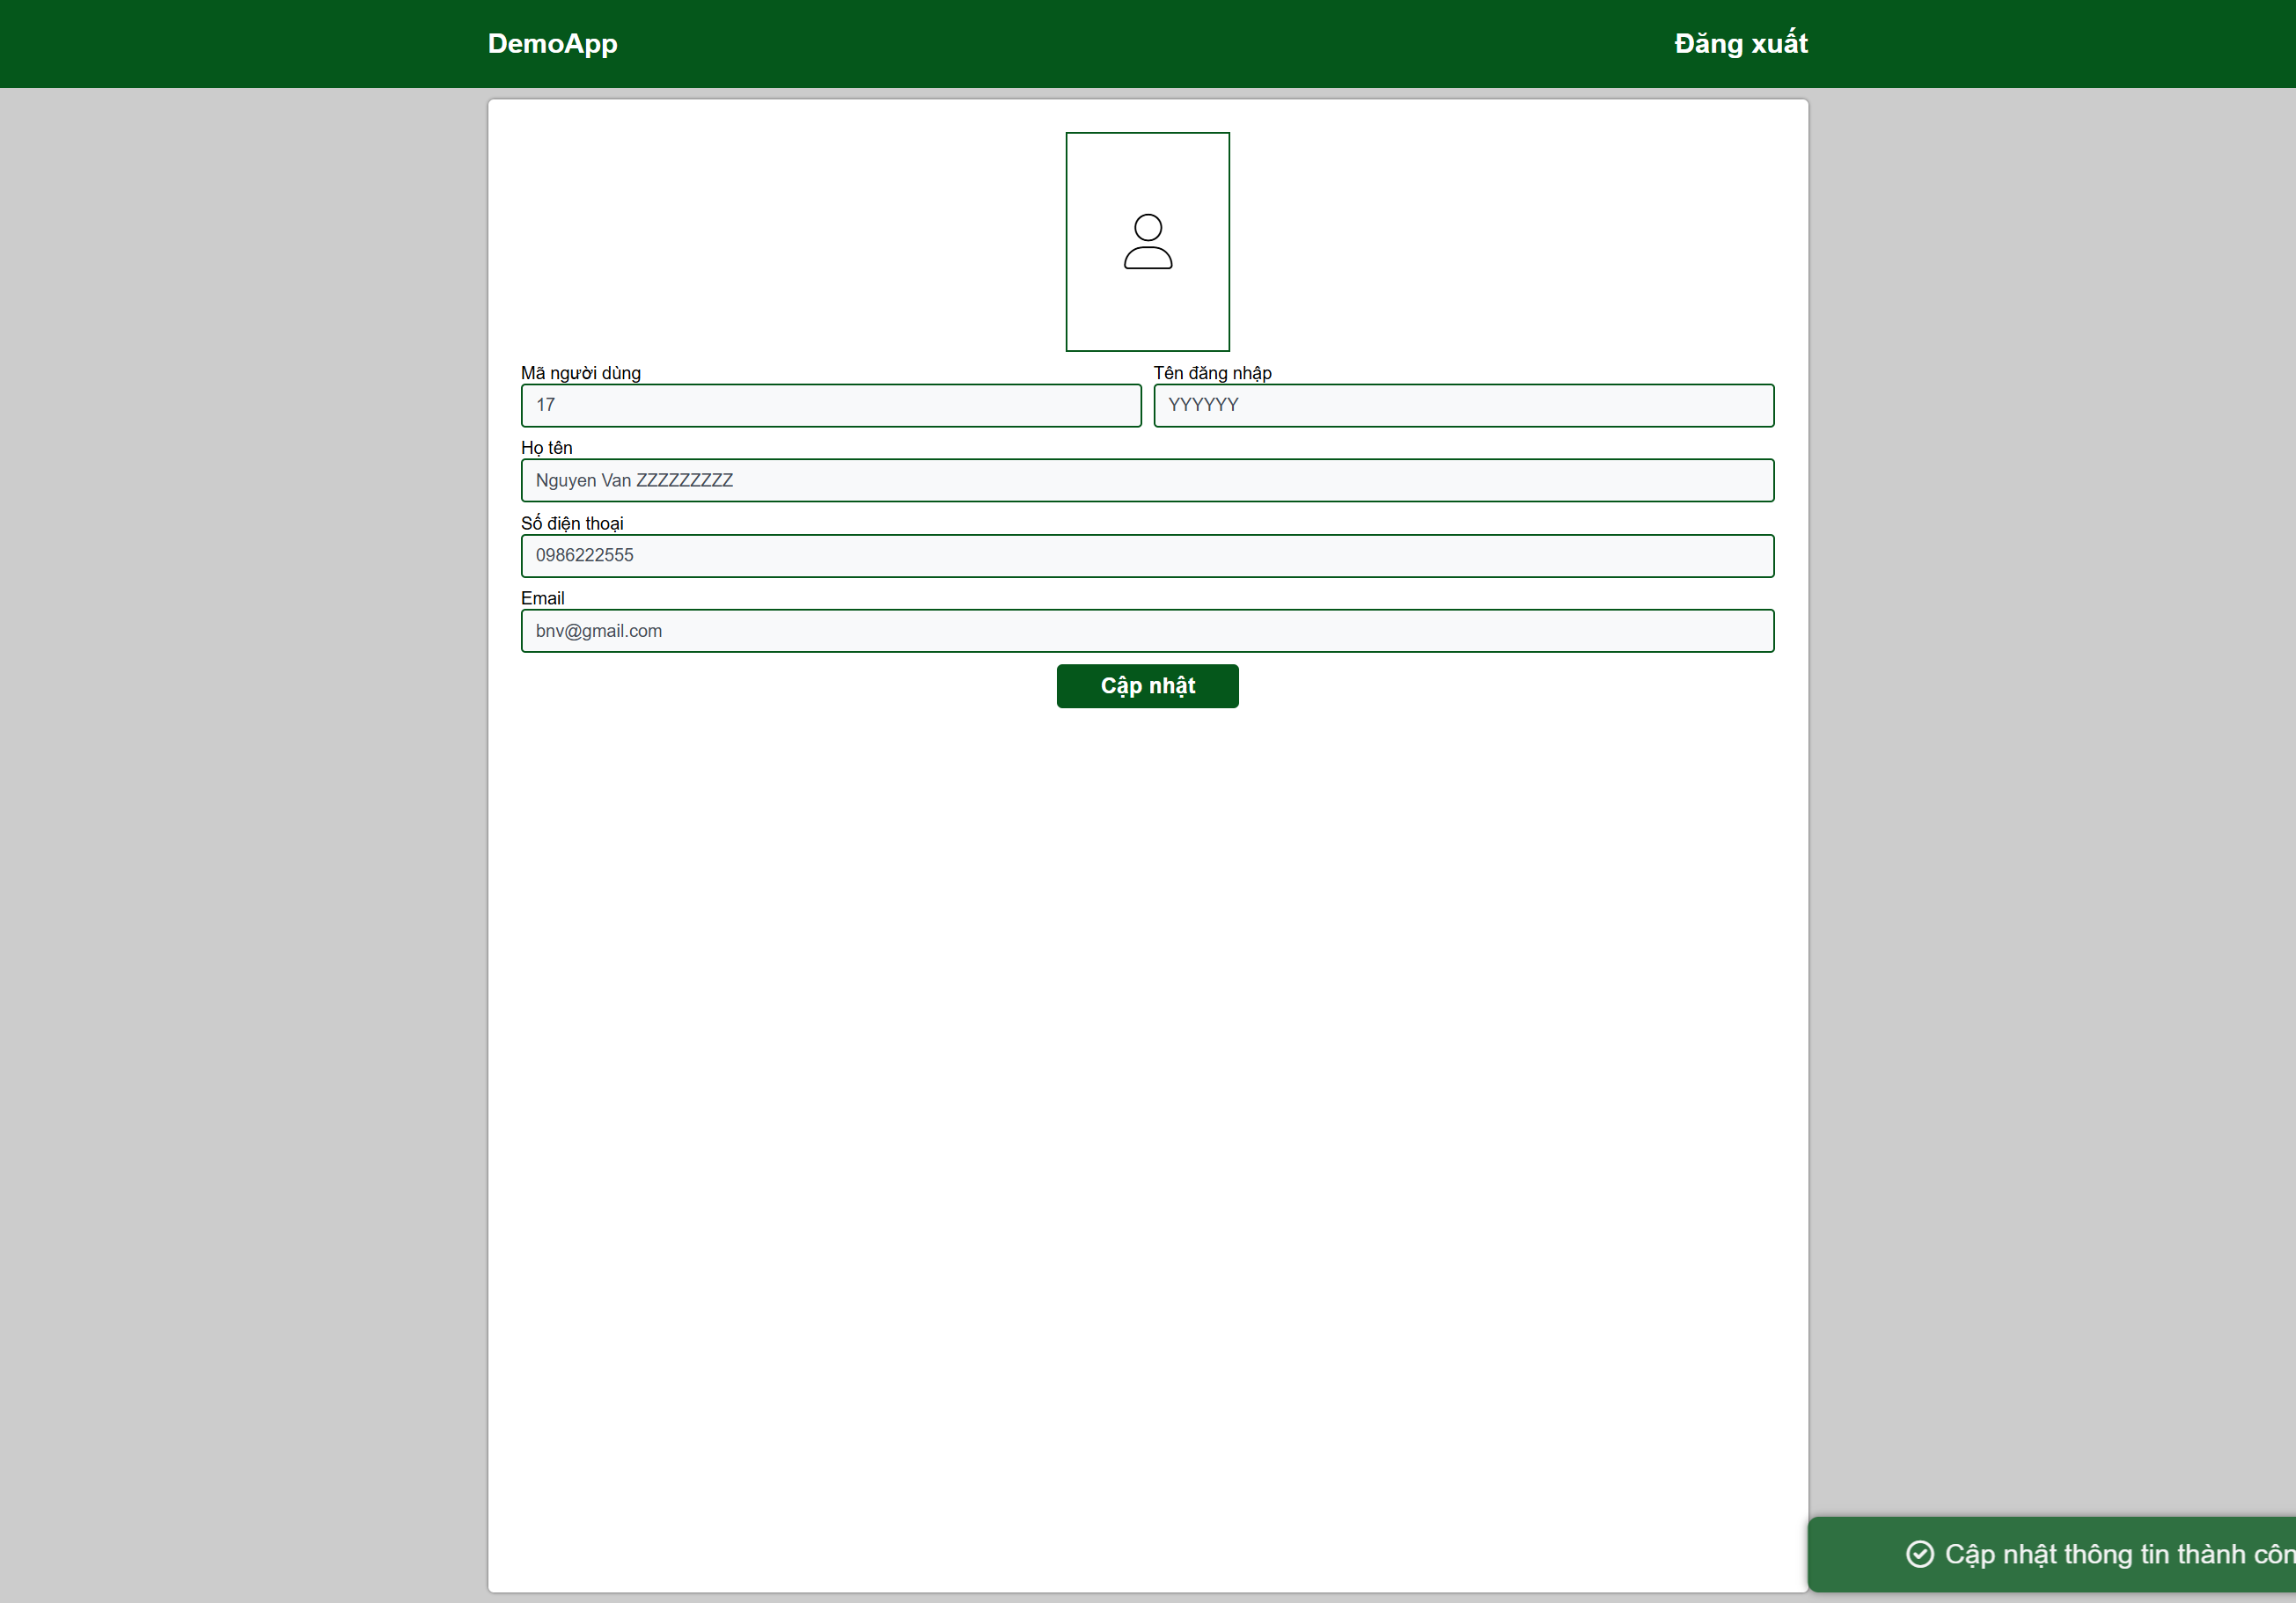 DemoApp Đăng xuất
Mã người dùng Tên đăng nhập
17 YYYYYY
Họ tên
Nguyen Van ZZZZZZZZZ
Số điện thoại
0986222555
Email
bnv@gmail.com
Cập nhật
Cập nhật thông tin thành côn